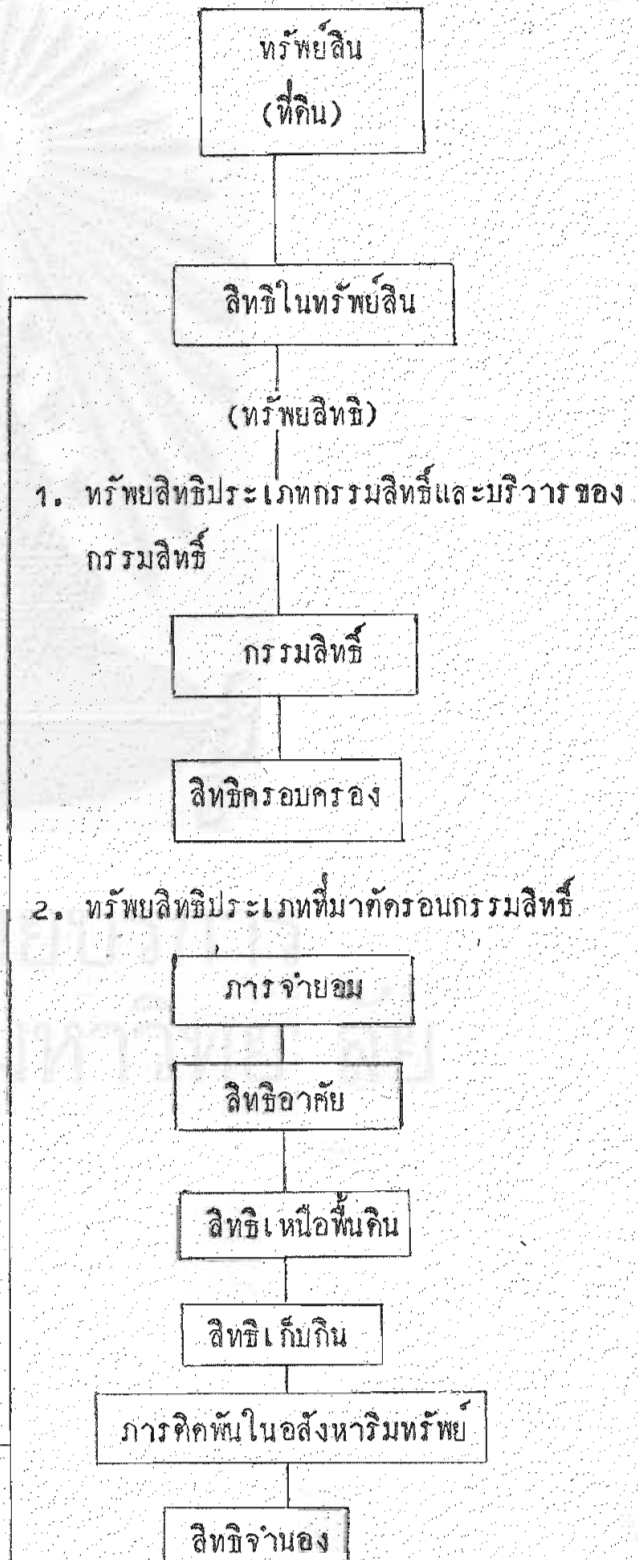 ทรัพย์สิน
(ที่ดิน)
สิทธิในทรัพย์สิน
(ทรัพยสิทธิ)
1. ทรัพยสิทธิประเภทกรรมสิทธิ์และบริวารของ
กรรมสิทธิ์
กรรมสิทธิ์
สิทธิครอบครอง
2. ทรัพยสิทธิประเภทที่มาตัดรอนกรรมสิทธิ์
ภารจำยอม
สิทธิอาศัย
สิทธิเหนือพื้นดิน
สิทธิเก็บกิน
ภารติดพันในอสังหาริมทรัพย์
สิทธิจำนอง